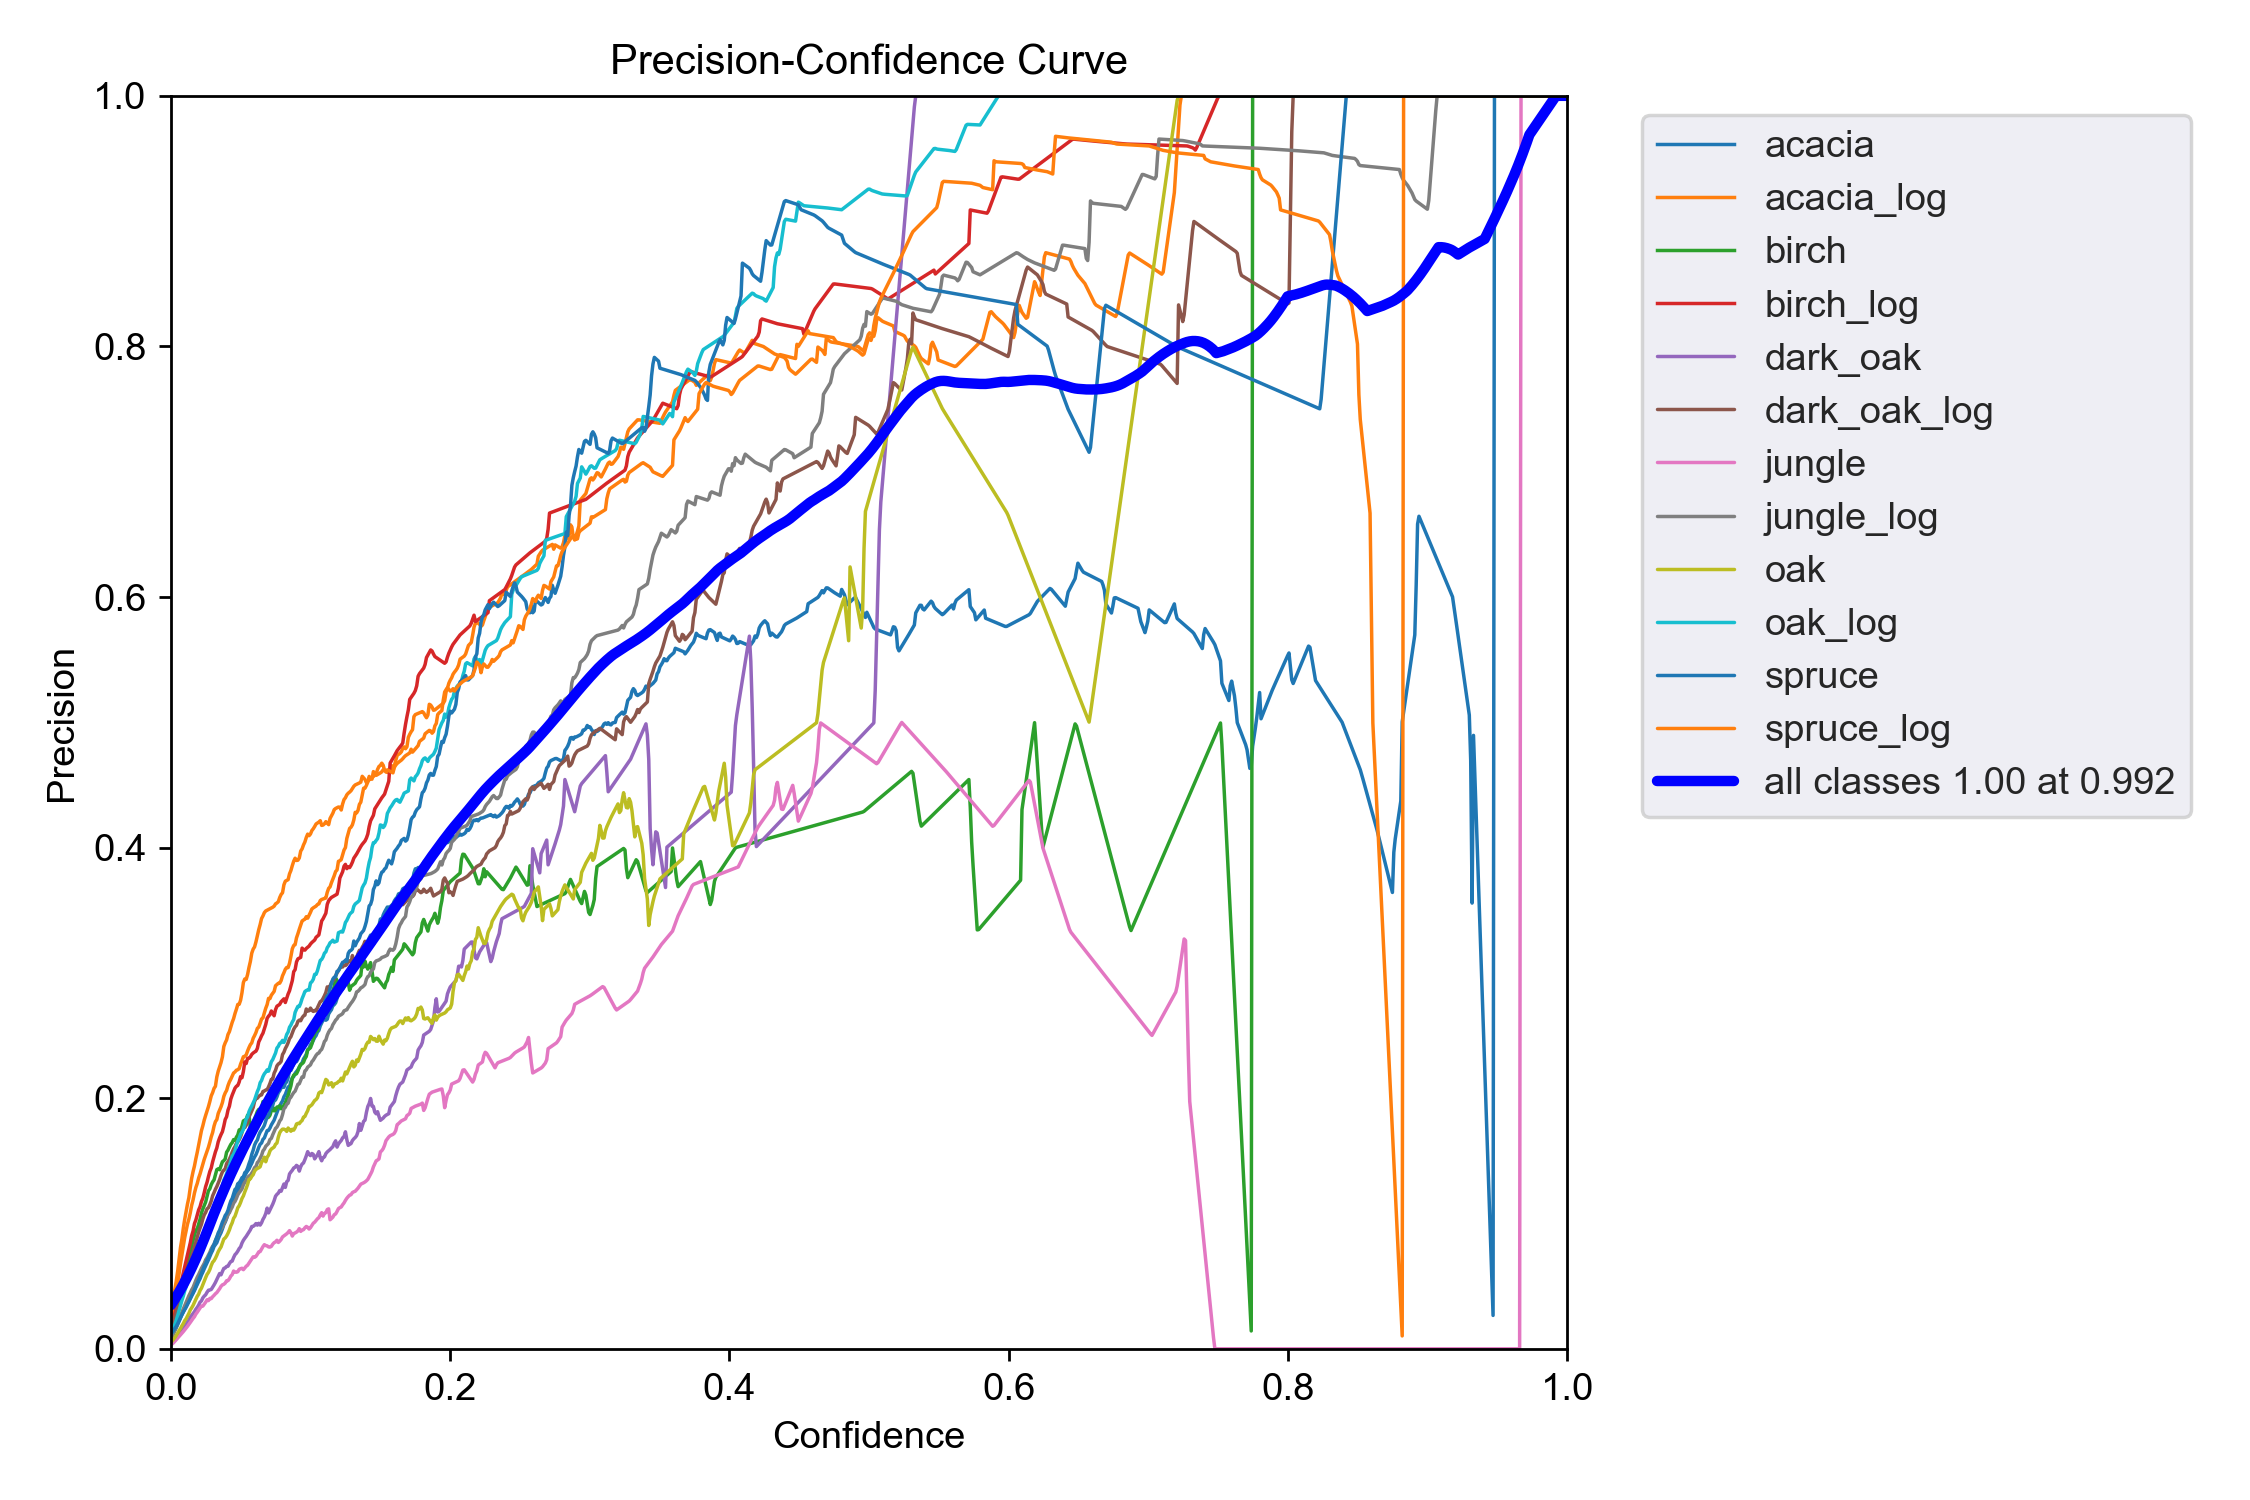 Precision-Confidence Curve
1.0
0.8
0.6
0.4
0.2
0.0
Precision
0.0 0.2 0.4 0.6 0.8 1.0
Confidence
acacia
acacia_log
birch
birch_log
dark_oak
dark_oak_log
jungle
jungle_log
oak
oak_log
spruce
spruce_log
all classes 1.00 at 0.992